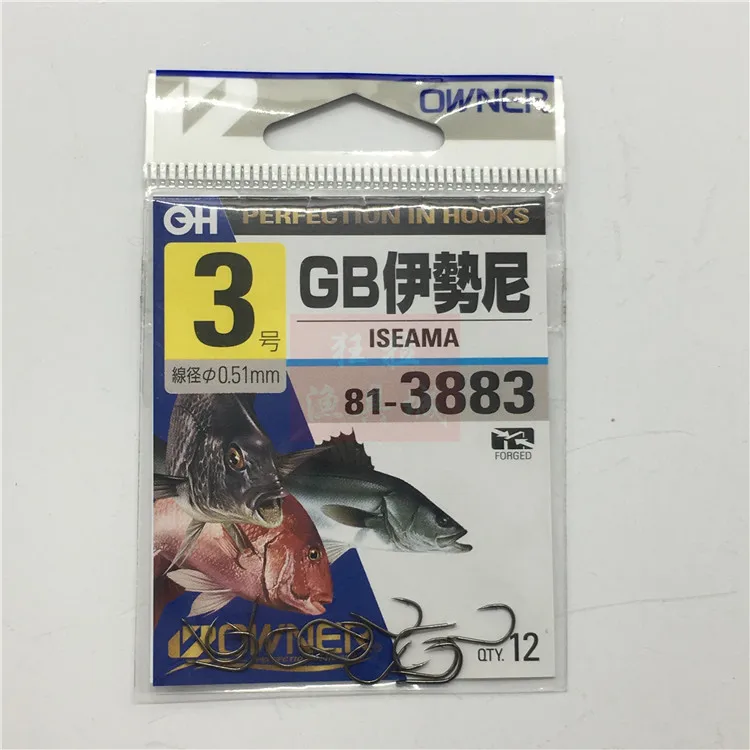 OWNER
OH PERFECTION IN HOOKS
3号
線径Φ0.51mm
GB伊勢尼
ISEAMA
81-3883
FORGED
OWNER
QTY. 12